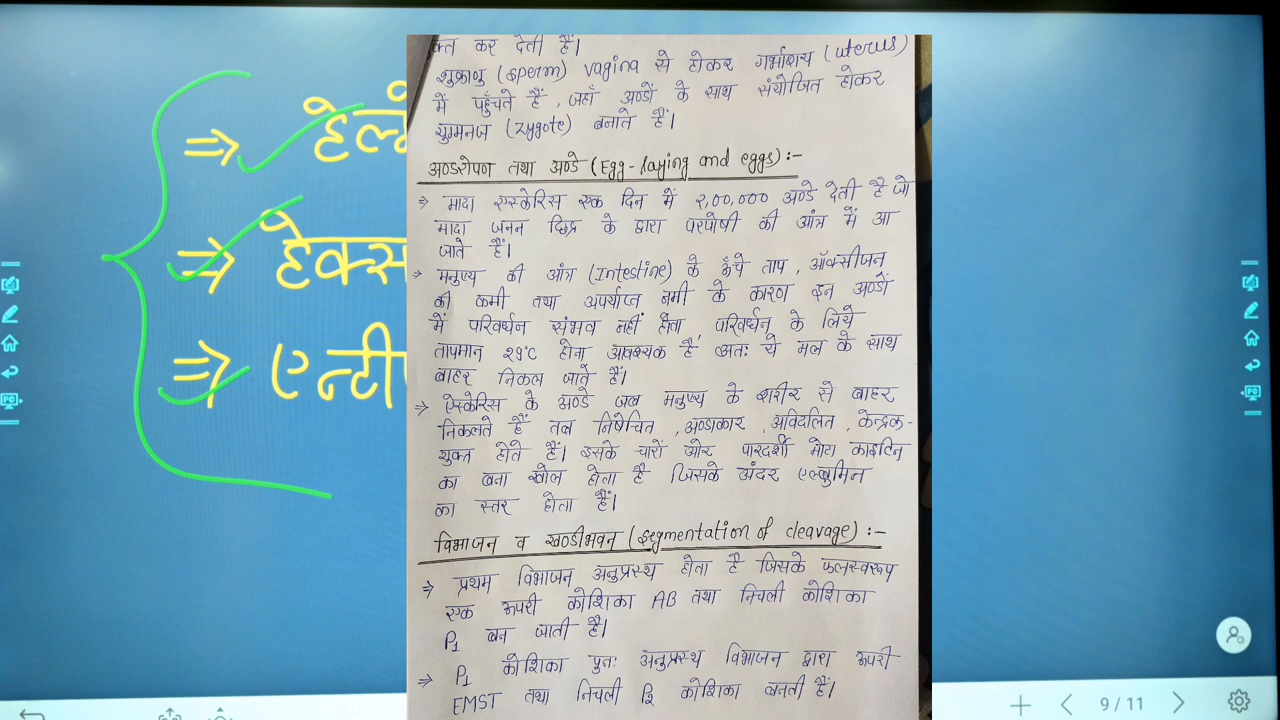 क्त कर देती हैं।
शुक्राणु (sperm) vagina से होकर गर्भाशय (uterus)
में पहुँचते हैं, जहाँ अण्डों के साथ संयोजित होकर
युग्मनज (zygote) बनाते हैं।
अण्डरोपण तथा अण्डे (Egg-laying and eggs):-
⇒ मादा एस्केरिस एक दिन में २,००,००० अण्डे देती है जो
मादा जनन छिद्र के द्वारा परपोषी की आंत्र में आ
जाते हैं।
⇒ मनुष्य की आंत्र (Intestine) के ऊँचे ताप, ऑक्सीजन
की कमी तथा अपर्याप्त नमी के कारण इन अण्डों
में परिवर्धन संभव नहीं होता, परिवर्धन के लिये
तापमान २९°C होना आवश्यक है अतः ये मल के साथ
बाहर निकल जाते हैं।
⇒ ऐस्केरिस के अण्डे जब मनुष्य के शरीर से बाहर
निकलते हैं तब निषेचित, अण्डाकार, अविदलित, केन्द्रक-
युक्त होते हैं। इसके चारों ओर पारदर्शी मोटा काइटिन
का बना खोल होता है जिसके अंदर एल्बुमिन
का स्तर होता है।
विभाजन व खण्डीभवन (segmentation of cleavage) :-
⇒ प्रथम विभाजन अनुप्रस्थ होता है जिसके फलस्वरूप
एक ऊपरी कोशिका AB तथा निचली कोशिका
P1 बन जाती है।
⇒ P1 कोशिका पुनः अनुप्रस्थ विभाजन द्वारा ऊपरी
EMST तथा निचली P2 कोशिका बनती हैं।
⇒ हेल्मे
⇒ हेक्स
⇒ एन्टी
9/11